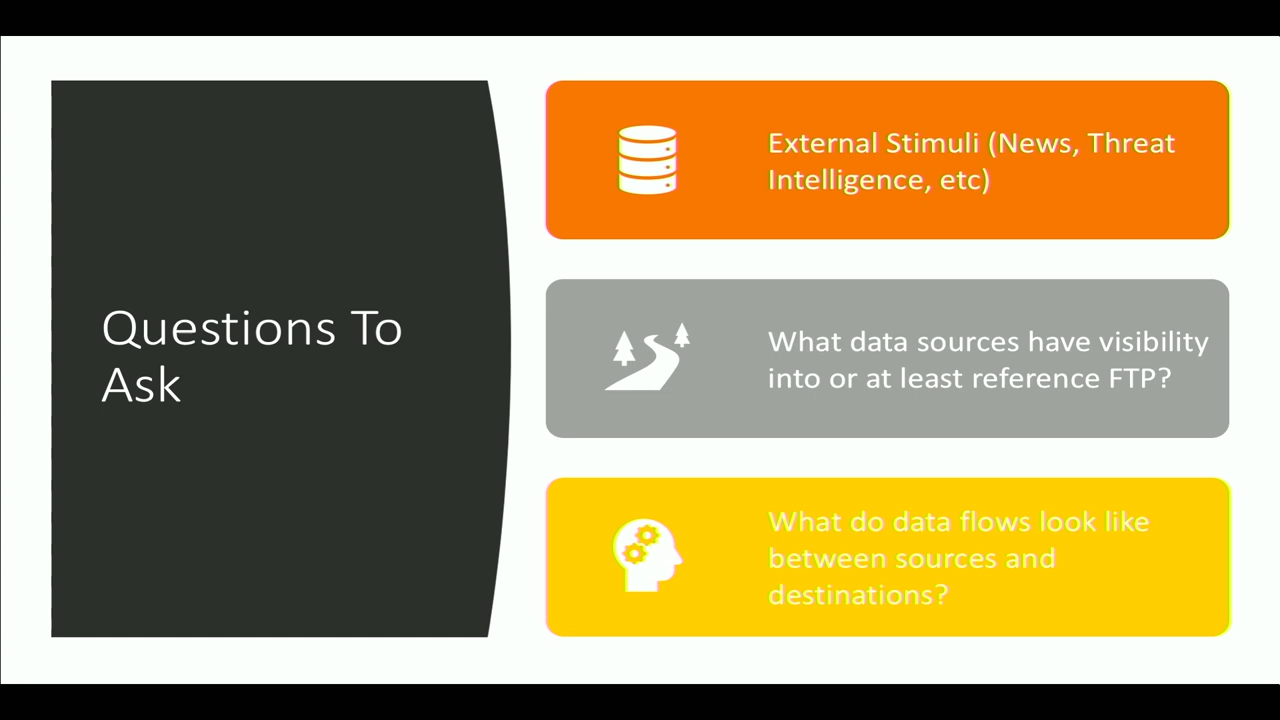 Questions To
Ask
External Stimuli (News, Threat
Intelligence, etc)
What data sources have visibility
into or at least reference FTP?
What do data flows look like
between sources and
destinations?